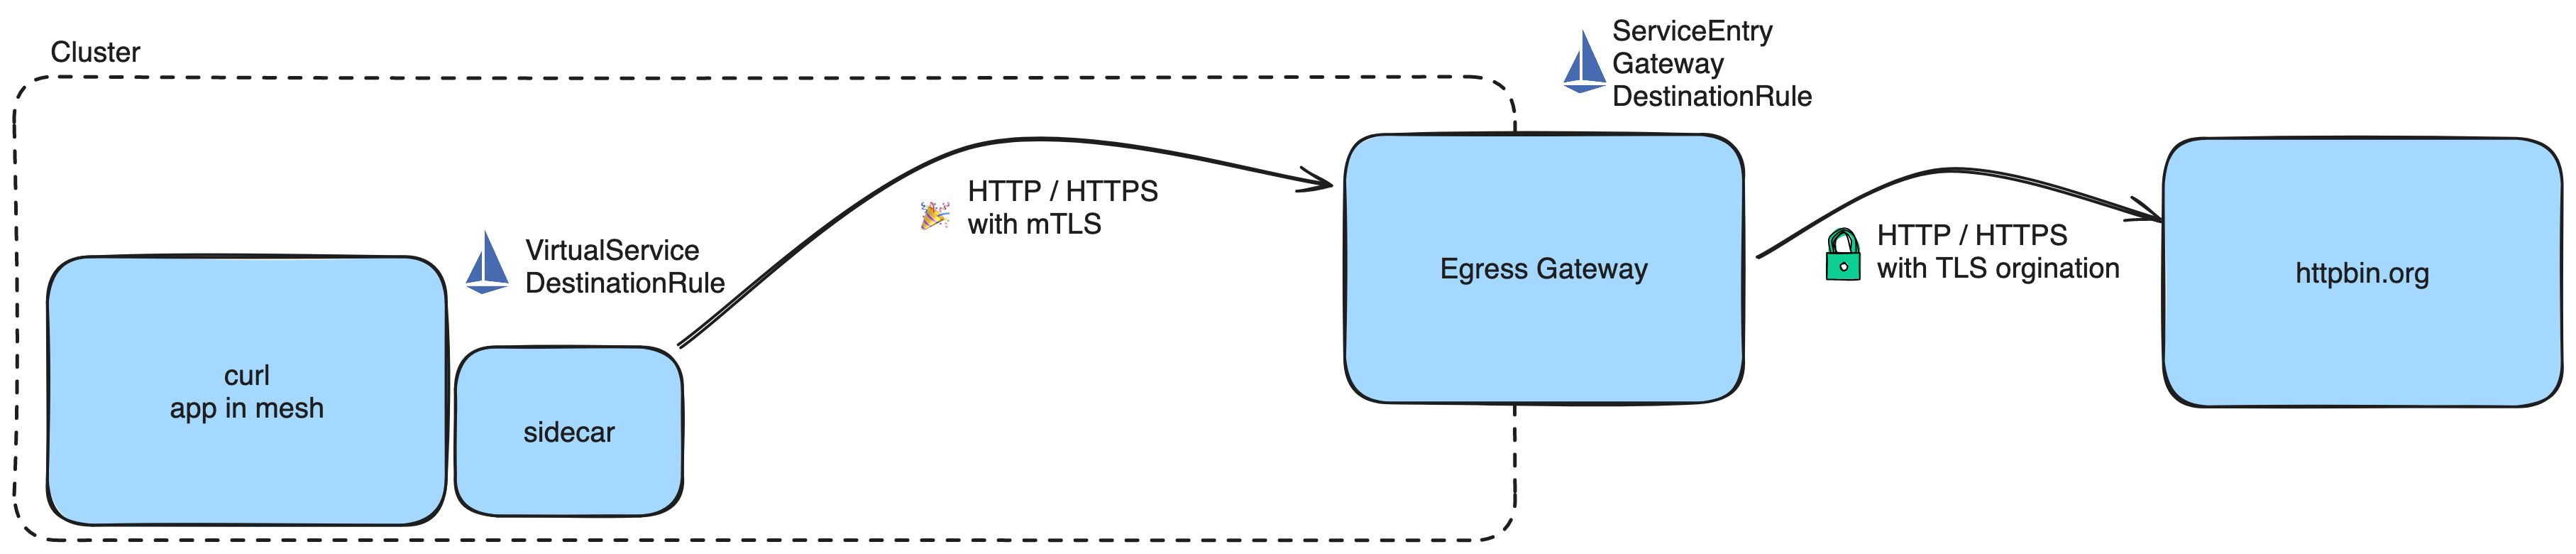 Cluster
ServiceEntry
Gateway
DestinationRule
HTTP / HTTPS
with mTLS
VirtualService
DestinationRule
HTTP / HTTPS
with TLS orgination
Egress Gateway
httpbin.org
curl
app in mesh
sidecar